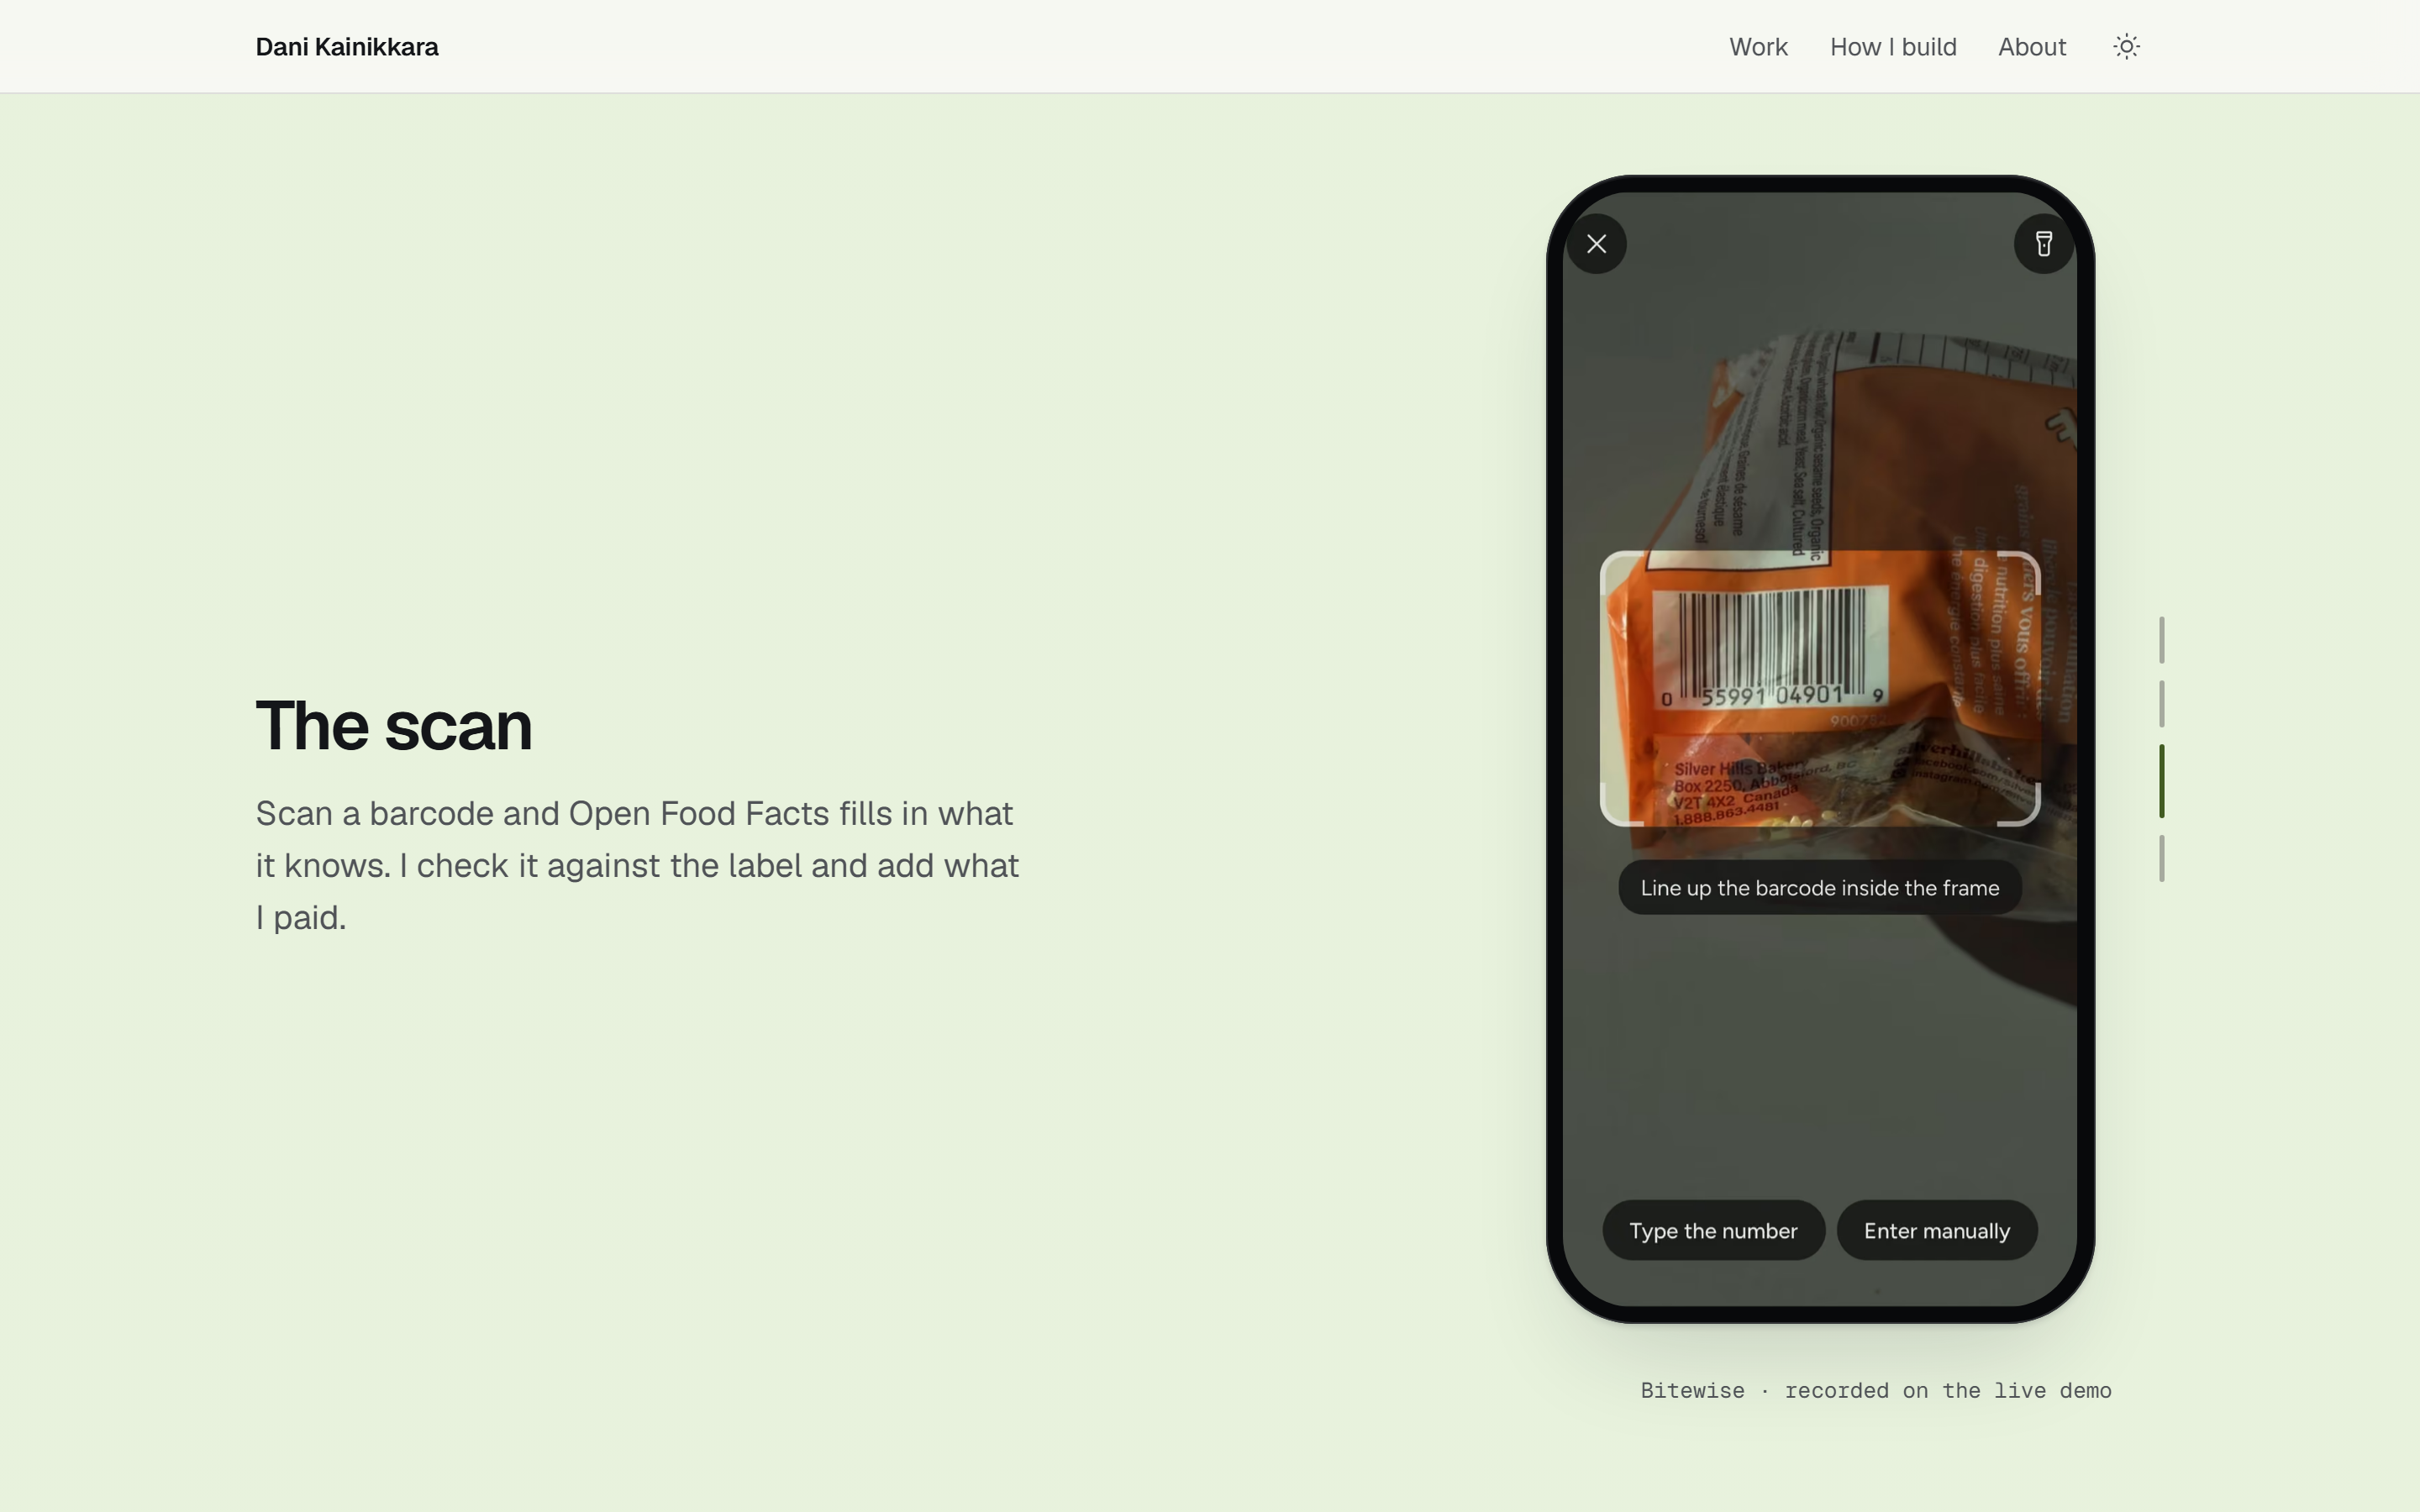 Dani Kainikkara
Work
How I build
About
The scan
Scan a barcode and Open Food Facts fills in what
it knows. I check it against the label and add what
I paid.
0 55991 04901 9
Silver Hills Bakery
Box 2250, Abbotsford, BC
V2T 4X2 Canada
1.888.863.4481
Line up the barcode inside the frame
Type the number
Enter manually
Bitewise · recorded on the live demo